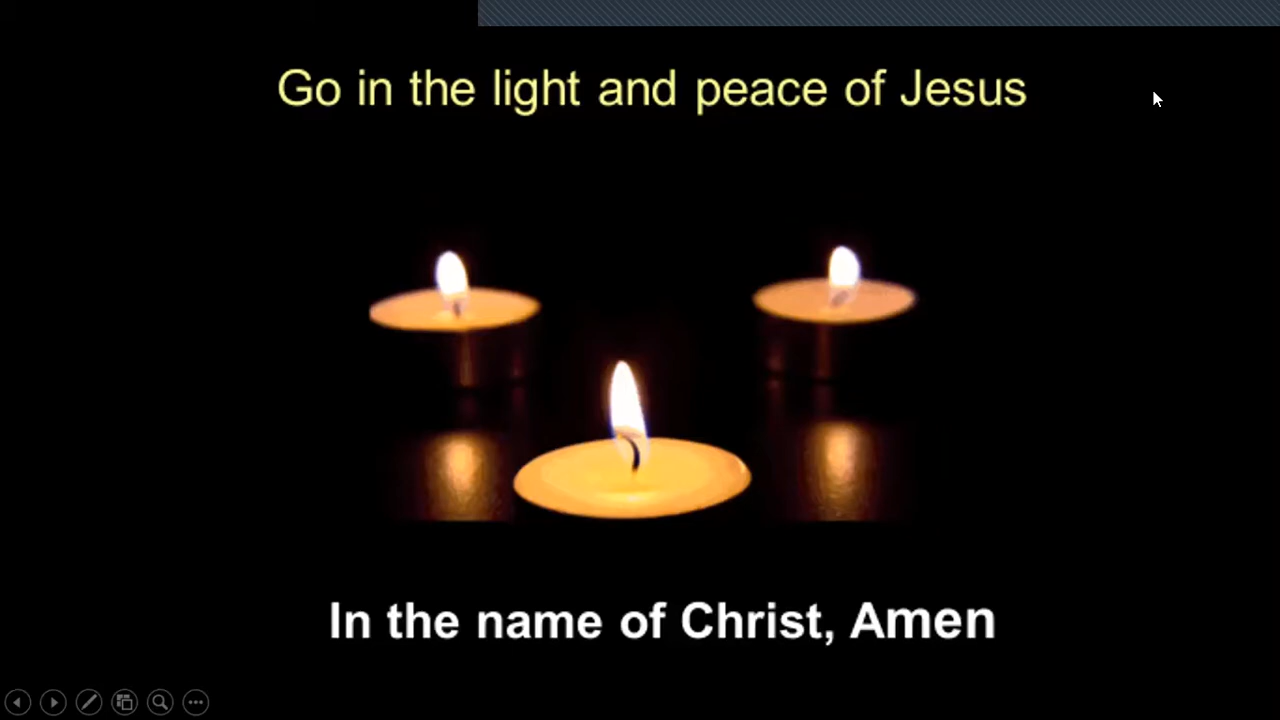 Go in the light and peace of Jesus
In the name of Christ, Amen